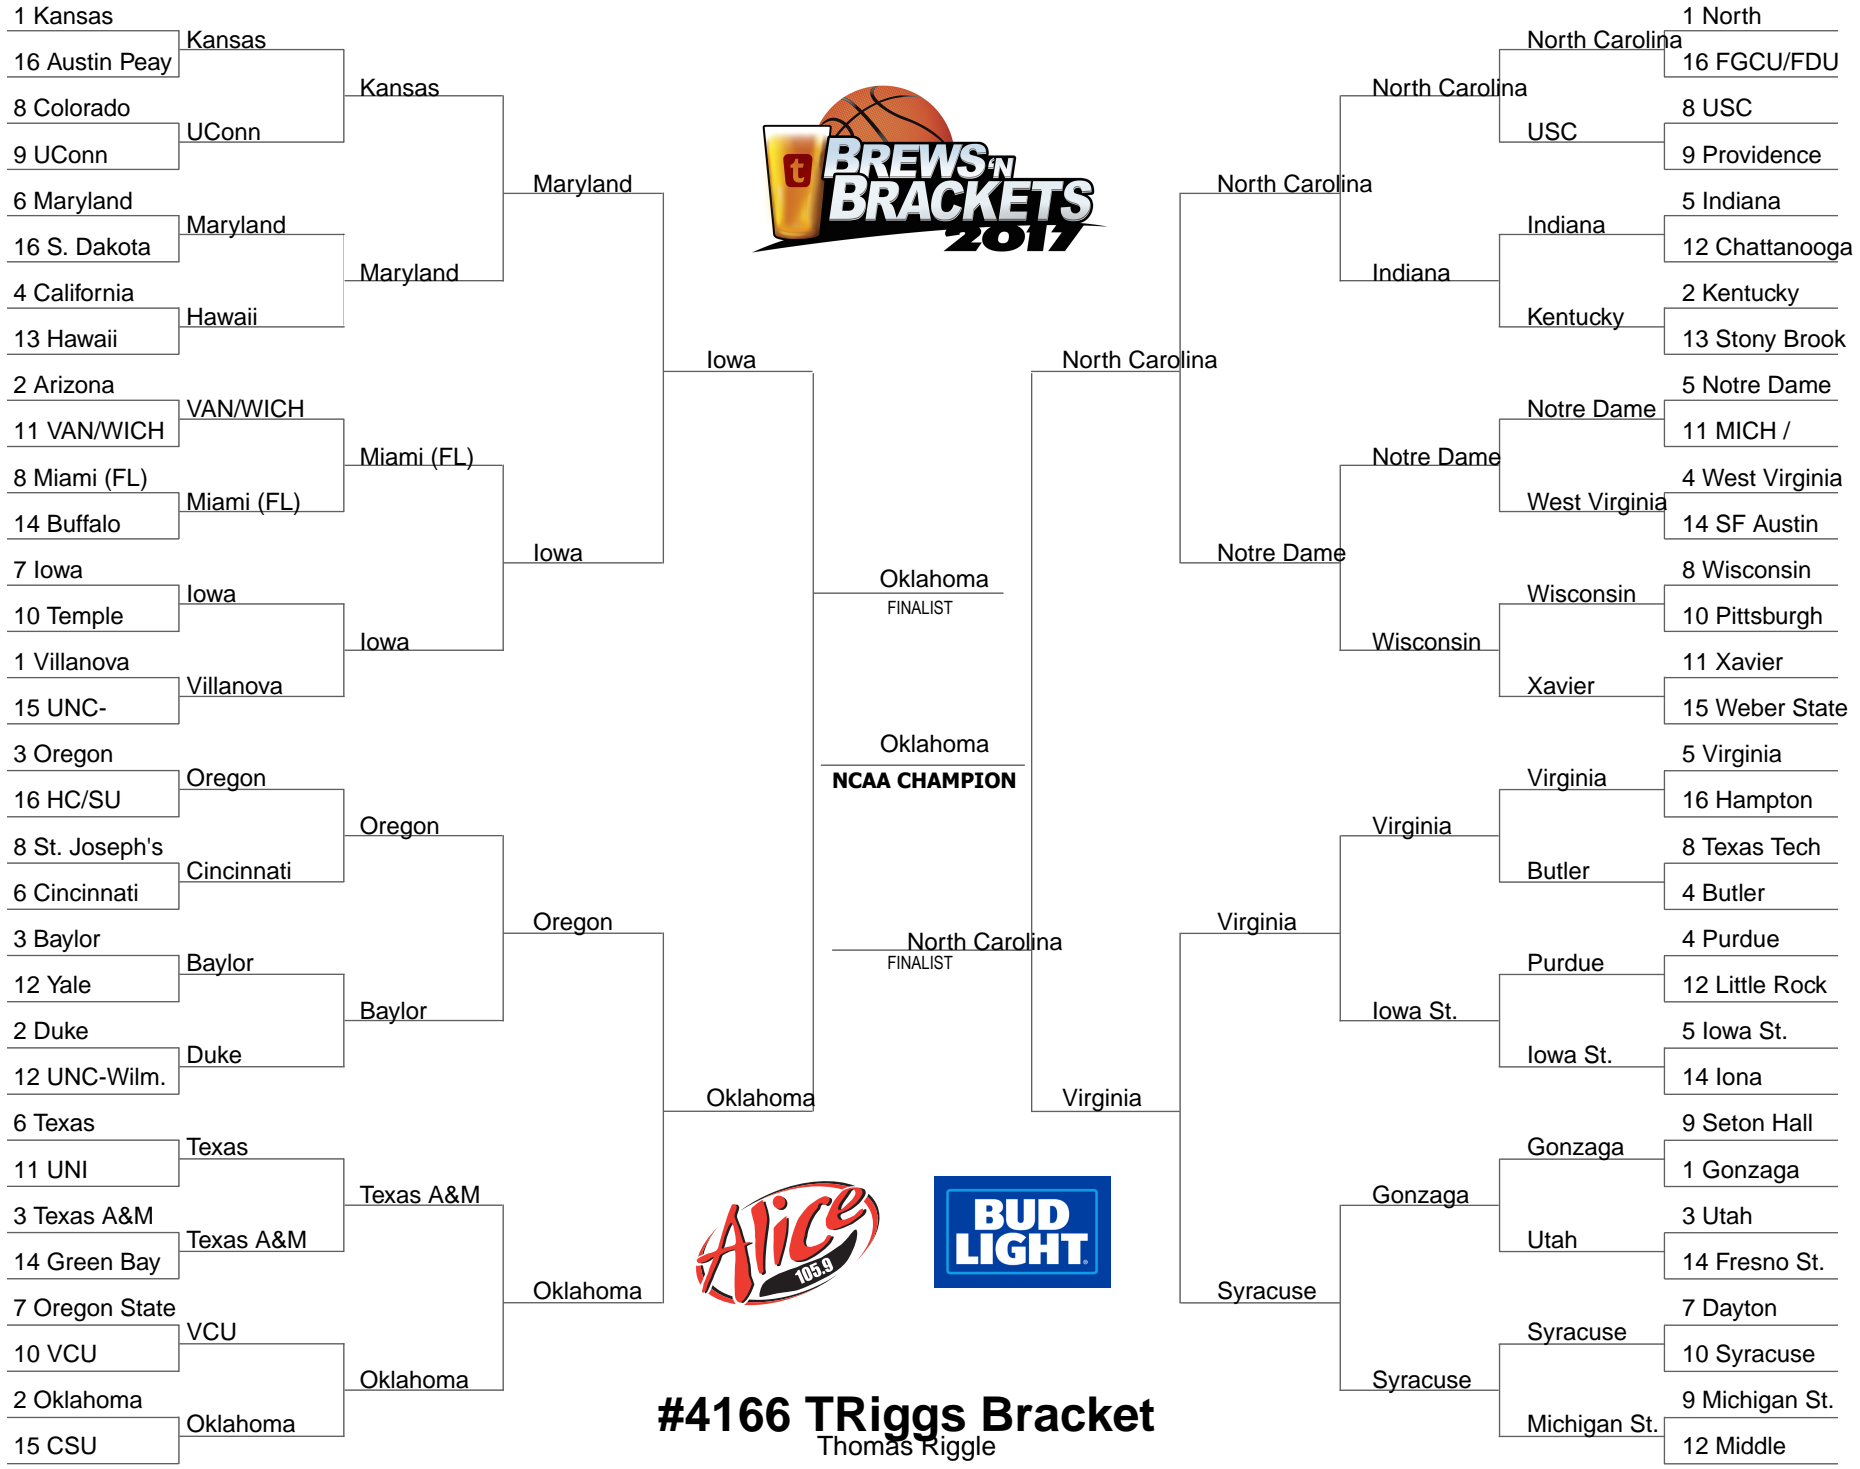 1 Kansas
16 Austin Peay
8 Colorado
9 UConn
6 Maryland
16 S. Dakota
4 California
13 Hawaii
2 Arizona
11 VAN/WICH
8 Miami (FL)
14 Buffalo
7 Iowa
10 Temple
1 Villanova
15 UNC-
3 Oregon
16 HC/SU
8 St. Joseph's
6 Cincinnati
3 Baylor
12 Yale
2 Duke
12 UNC-Wilm.
6 Texas
11 UNI
3 Texas A&M
14 Green Bay
7 Oregon State
10 VCU
2 Oklahoma
15 CSU
Kansas
UConn
Maryland
Hawaii
VAN/WICH
Miami (FL)
Iowa
Villanova
Oregon
Cincinnati
Baylor
Duke
Texas
Texas A&M
VCU
Oklahoma
Kansas
Maryland
Miami (FL)
Iowa
Oregon
Baylor
Texas A&M
Oklahoma
Maryland
Iowa
Oregon
Oklahoma
Iowa
Oklahoma
t
BREWS 'N
BRACKETS
2017
Oklahoma
FINALIST
Oklahoma
NCAA CHAMPION
North Carolina
FINALIST
Alice
105.9
BUD
LIGHT
#4166 TRiggs Bracket
Thomas Riggle
North Carolina
Virginia
North Carolina
Notre Dame
Virginia
Syracuse
North Carolina
Indiana
Notre Dame
Wisconsin
Virginia
Iowa St.
Gonzaga
Syracuse
North Carolina
USC
Indiana
Kentucky
Notre Dame
West Virginia
Wisconsin
Xavier
Virginia
Butler
Purdue
Iowa St.
Gonzaga
Utah
Syracuse
Michigan St.
1 North
16 FGCU/FDU
8 USC
9 Providence
5 Indiana
12 Chattanooga
2 Kentucky
13 Stony Brook
5 Notre Dame
11 MICH /
4 West Virginia
14 SF Austin
8 Wisconsin
10 Pittsburgh
11 Xavier
15 Weber State
5 Virginia
16 Hampton
8 Texas Tech
4 Butler
4 Purdue
12 Little Rock
5 Iowa St.
14 Iona
9 Seton Hall
1 Gonzaga
3 Utah
14 Fresno St.
7 Dayton
10 Syracuse
9 Michigan St.
12 Middle